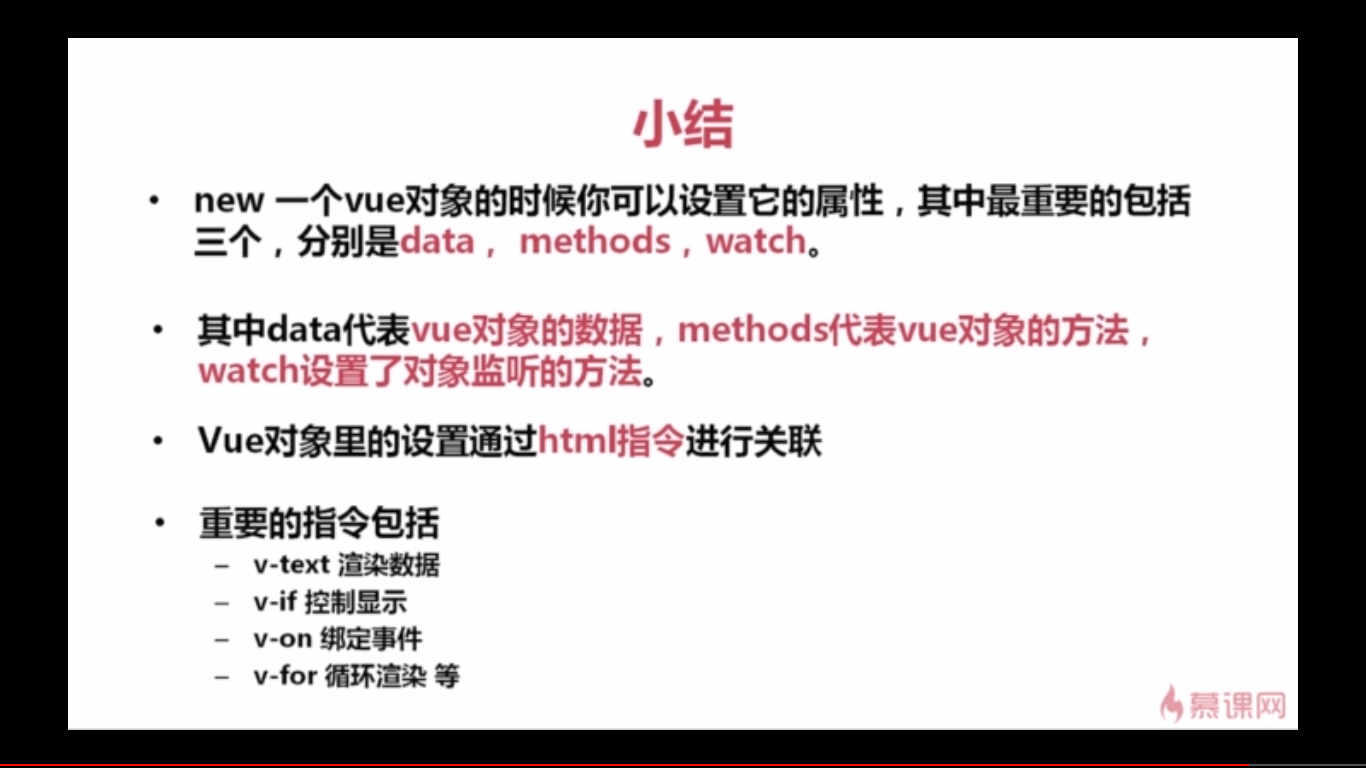 小结
• new 一个vue对象的时候你可以设置它的属性，其中最重要的包括
三个，分别是data， methods，watch。
• 其中data代表vue对象的数据，methods代表vue对象的方法，
watch设置了对象监听的方法。
• Vue对象里的设置通过html指令进行关联
• 重要的指令包括
– v-text 渲染数据
– v-if 控制显示
– v-on 绑定事件
– v-for 循环渲染 等
慕课网